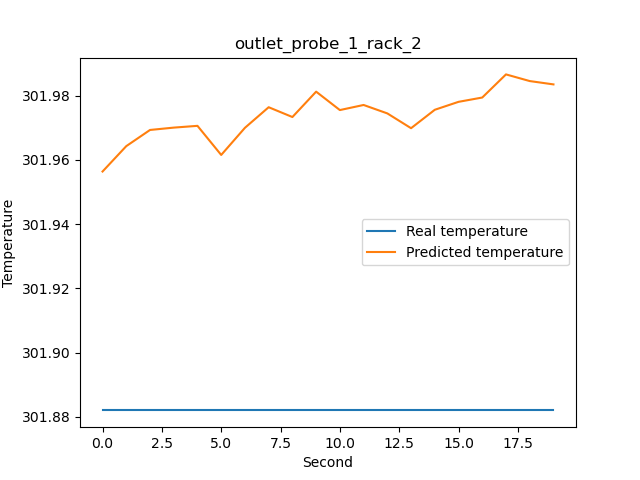 outlet_probe_1_rack_2
301.98
301.96
301.94
301.92
301.90
301.88
Temperature
Real temperature
Predicted temperature
0.0 2.5 5.0 7.5 10.0 12.5 15.0 17.5
Second